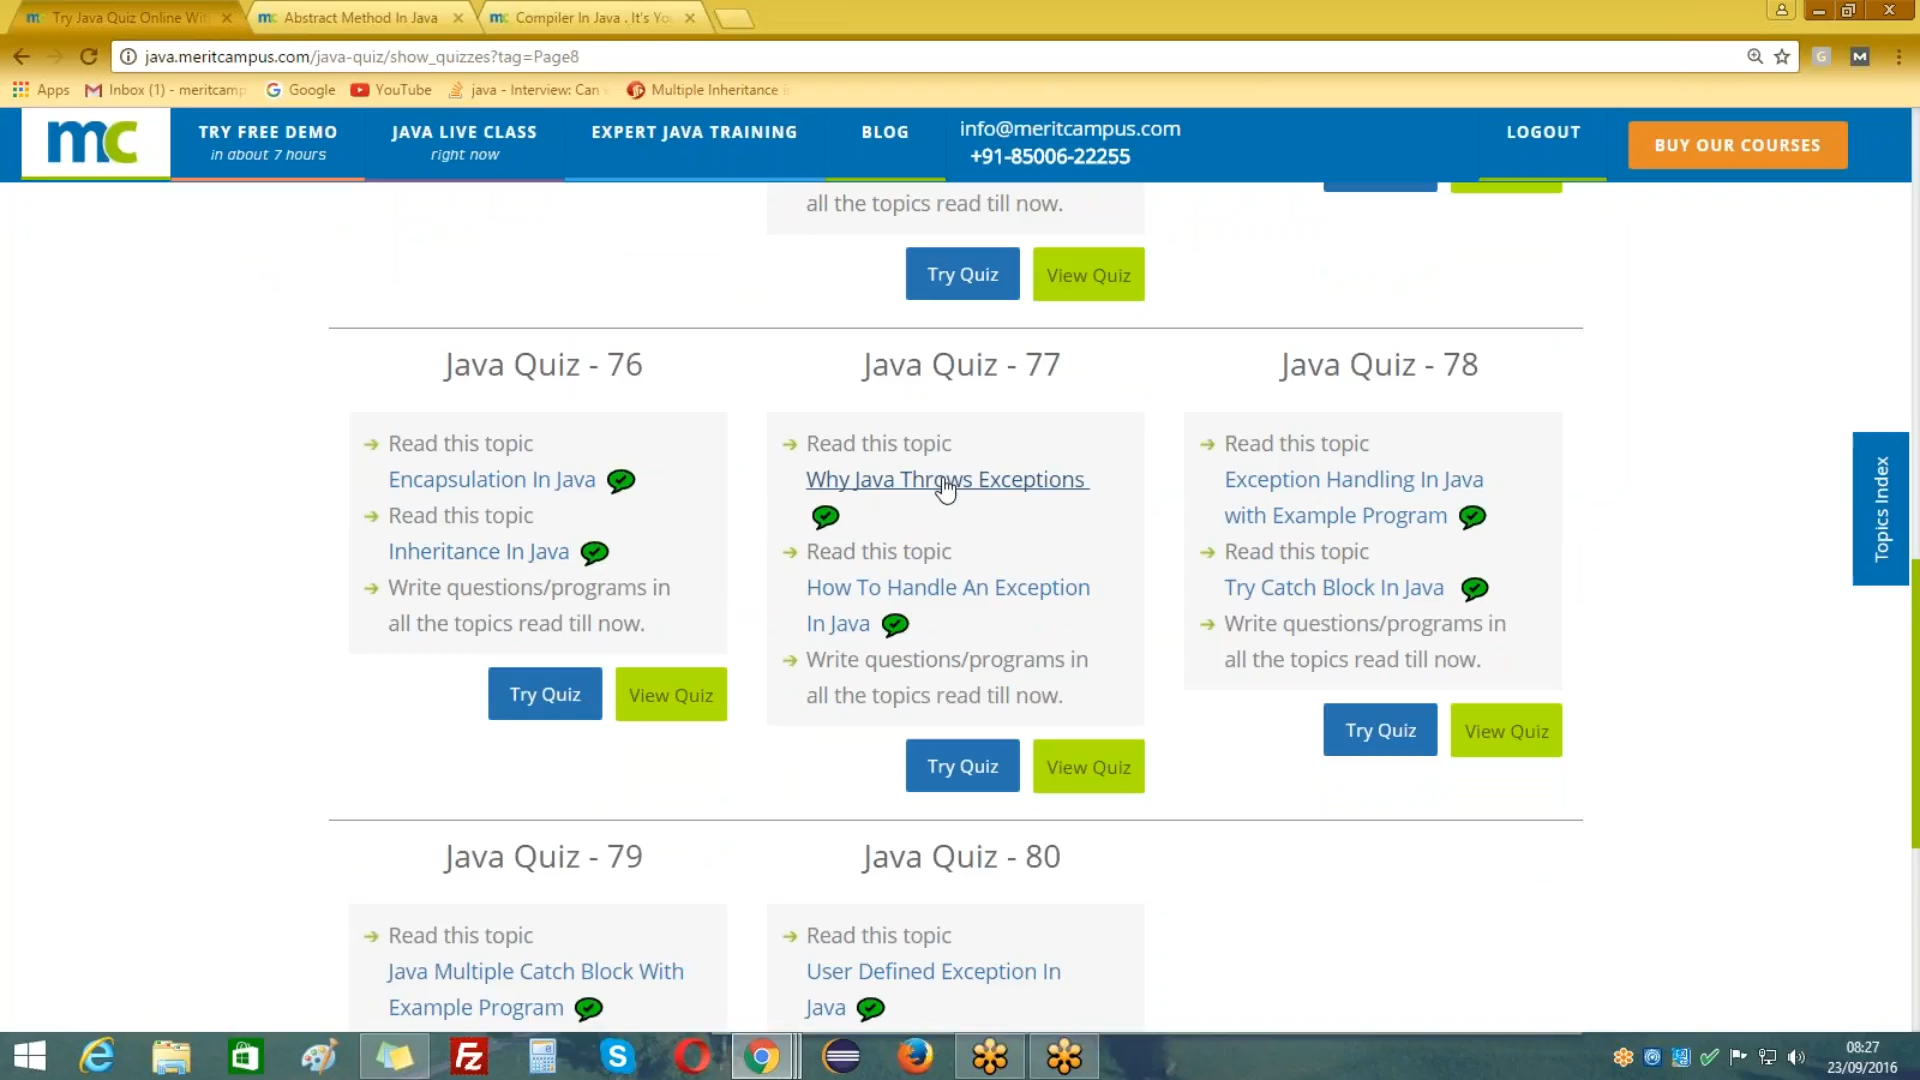 Try Java Quiz Online Wit
Abstract Method In Java
Compiler In Java . It's Yo
java.meritcampus.com/java-quiz/show_quizzes?tag=Page8
Apps
Inbox (1) - meritcamp
Google
YouTube
java - Interview: Can
Multiple Inheritance i
mc
TRY FREE DEMO
in about 7 hours
JAVA LIVE CLASS
right now
EXPERT JAVA TRAINING
BLOG
info@meritcampus.com
+91-85006-22255
LOGOUT
BUY OUR COURSES
all the topics read till now.
Try Quiz
View Quiz
Java Quiz - 76
Read this topic
Encapsulation In Java
Read this topic
Inheritance In Java
Write questions/programs in
all the topics read till now.
Try Quiz
View Quiz
Java Quiz - 77
Read this topic
Why Java Throws Exceptions
Read this topic
How To Handle An Exception
In Java
Write questions/programs in
all the topics read till now.
Try Quiz
View Quiz
Java Quiz - 78
Read this topic
Exception Handling In Java
with Example Program
Read this topic
Try Catch Block In Java
Write questions/programs in
all the topics read till now.
Try Quiz
View Quiz
Topics Index
Java Quiz - 79
Read this topic
Java Multiple Catch Block With
Example Program
Java Quiz - 80
Read this topic
User Defined Exception In
Java
08:27
23/09/2016